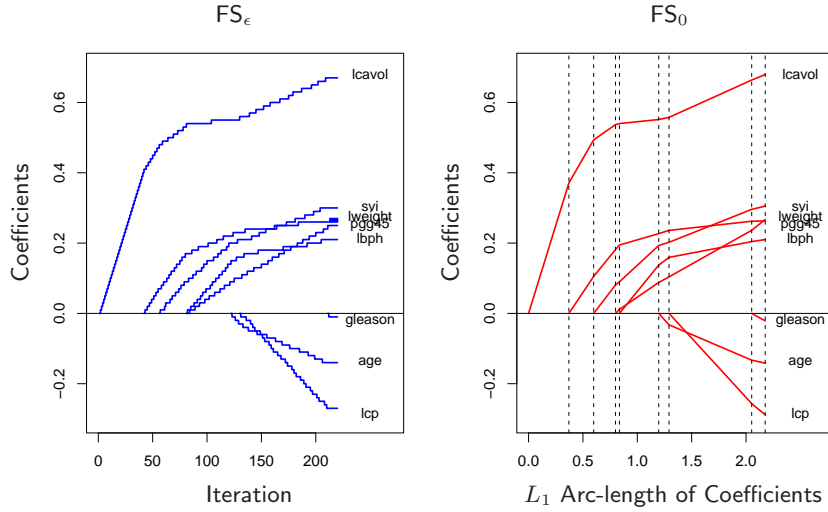 FS_ϵ
FS_0
Coefficients
0.6
0.4
0.2
0.0
−0.2
lcavol
svi
lweight
pgg45
lbph
gleason
age
lcp
0
50
100
150
200
Iteration
Coefficients
0.6
0.4
0.2
0.0
−0.2
lcavol
svi
lweight
pgg45
lbph
gleason
age
lcp
0.0
0.5
1.0
1.5
2.0
L_1 Arc-length of Coefficients